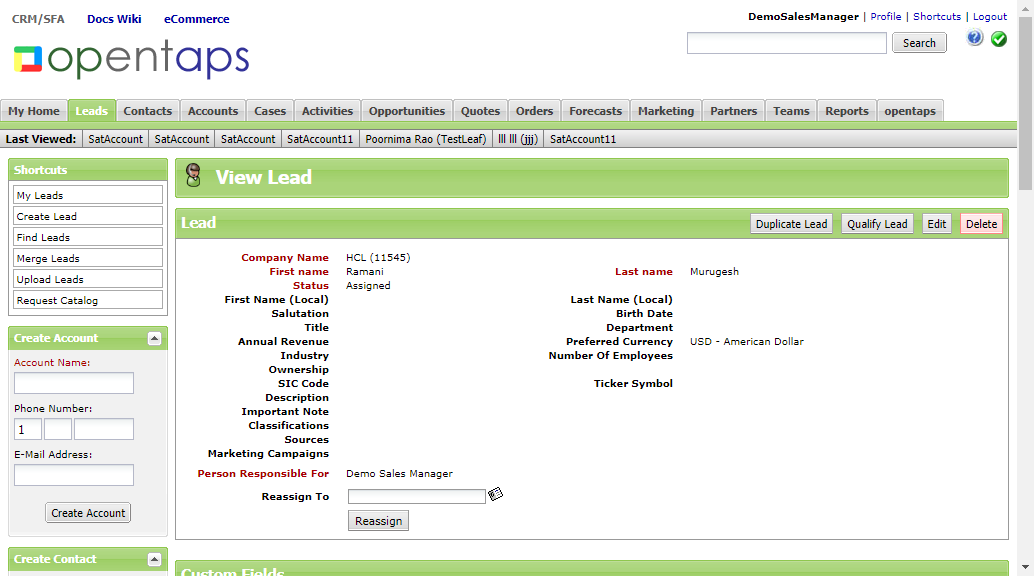 CRM/SFA Docs Wiki eCommerce
DemoSalesManager | Profile | Shortcuts | Logout
opentaps
Search
My Home Leads Contacts Accounts Cases Activities Opportunities Quotes Orders Forecasts Marketing Partners Teams Reports opentaps
Last Viewed: SatAccount SatAccount SatAccount SatAccount11 Poornima Rao (TestLeaf) lll lll (jjj) SatAccount11
Shortcuts
My Leads
Create Lead
Find Leads
Merge Leads
Upload Leads
Request Catalog
Create Account
Account Name:
Phone Number:
1
E-Mail Address:
Create Account
Create Contact
View Lead
Lead Duplicate Lead Qualify Lead Edit Delete
Company Name HCL (11545)
First name Ramani Last name Murugesh
Status Assigned
First Name (Local) Last Name (Local)
Salutation Birth Date
Title Department
Annual Revenue Preferred Currency USD - American Dollar
Industry Number Of Employees
Ownership
SIC Code Ticker Symbol
Description
Important Note
Classifications
Sources
Marketing Campaigns
Person Responsible For Demo Sales Manager
Reassign To
Reassign
Custom Fields